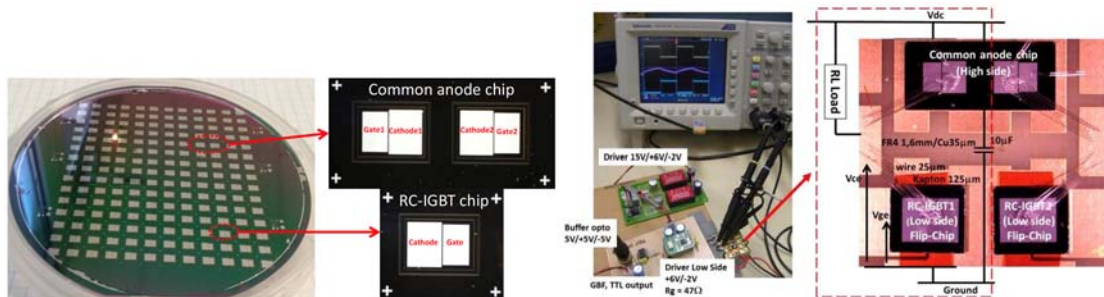 Common anode chip
Gate1
Cathode1
Cathode2
Gate2
RC-IGBT chip
Cathode
Gate
Driver 15V/+6V/-2V
Buffer opto
5V/+5V/-5V
GBF, TTL output
Driver Low Side
+6V/-2V
Rg = 47Ω
Vdc
Common anode chip
(High side)
RL Load
FR4 1,6mm/Cu35µm
10µF
wire 25µm
Kapton 125µm
Vce
Vge
RC-IGBT1
(Low side)
Flip-Chip
RC-IGBT2
(Low side)
Flip-Chip
Ground